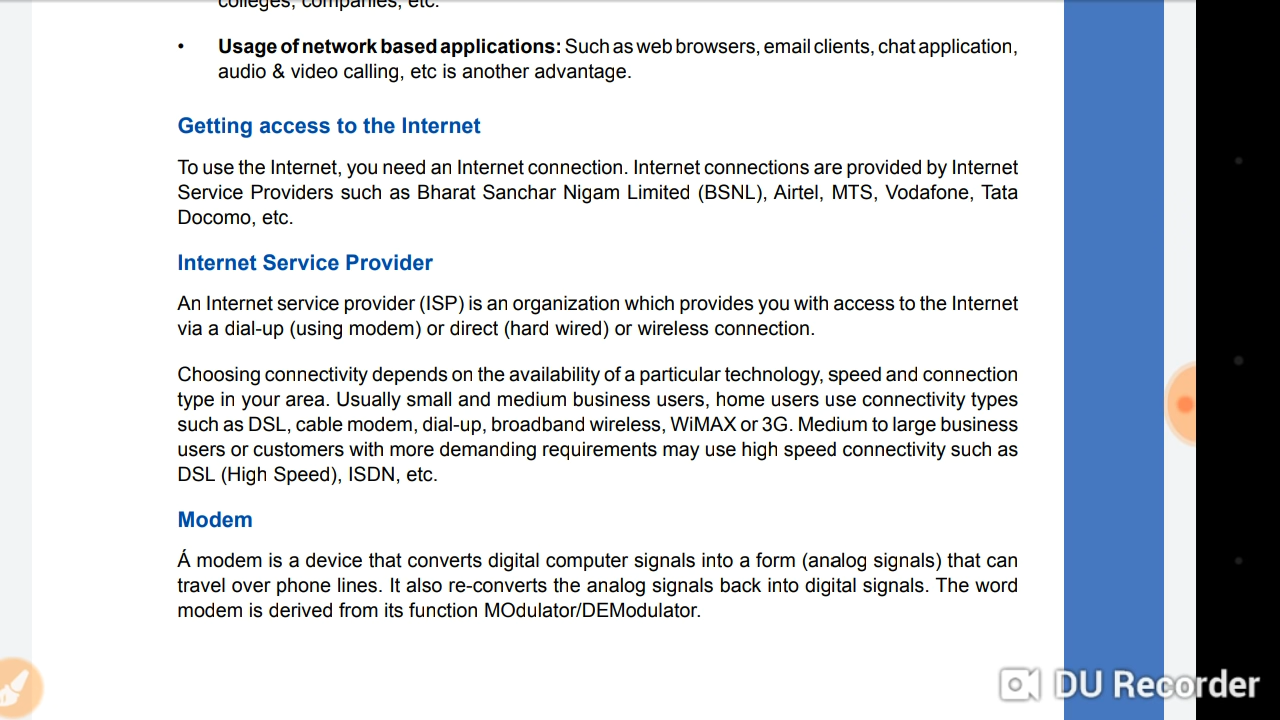 colleges, companies, etc.
• Usage of network based applications: Such as web browsers, email clients, chat application,
audio & video calling, etc is another advantage.
Getting access to the Internet
To use the Internet, you need an Internet connection. Internet connections are provided by Internet
Service Providers such as Bharat Sanchar Nigam Limited (BSNL), Airtel, MTS, Vodafone, Tata
Docomo, etc.
Internet Service Provider
An Internet service provider (ISP) is an organization which provides you with access to the Internet
via a dial-up (using modem) or direct (hard wired) or wireless connection.
Choosing connectivity depends on the availability of a particular technology, speed and connection
type in your area. Usually small and medium business users, home users use connectivity types
such as DSL, cable modem, dial-up, broadband wireless, WiMAX or 3G. Medium to large business
users or customers with more demanding requirements may use high speed connectivity such as
DSL (High Speed), ISDN, etc.
Modem
Á modem is a device that converts digital computer signals into a form (analog signals) that can
travel over phone lines. It also re-converts the analog signals back into digital signals. The word
modem is derived from its function MOdulator/DEModulator.
DU Recorder